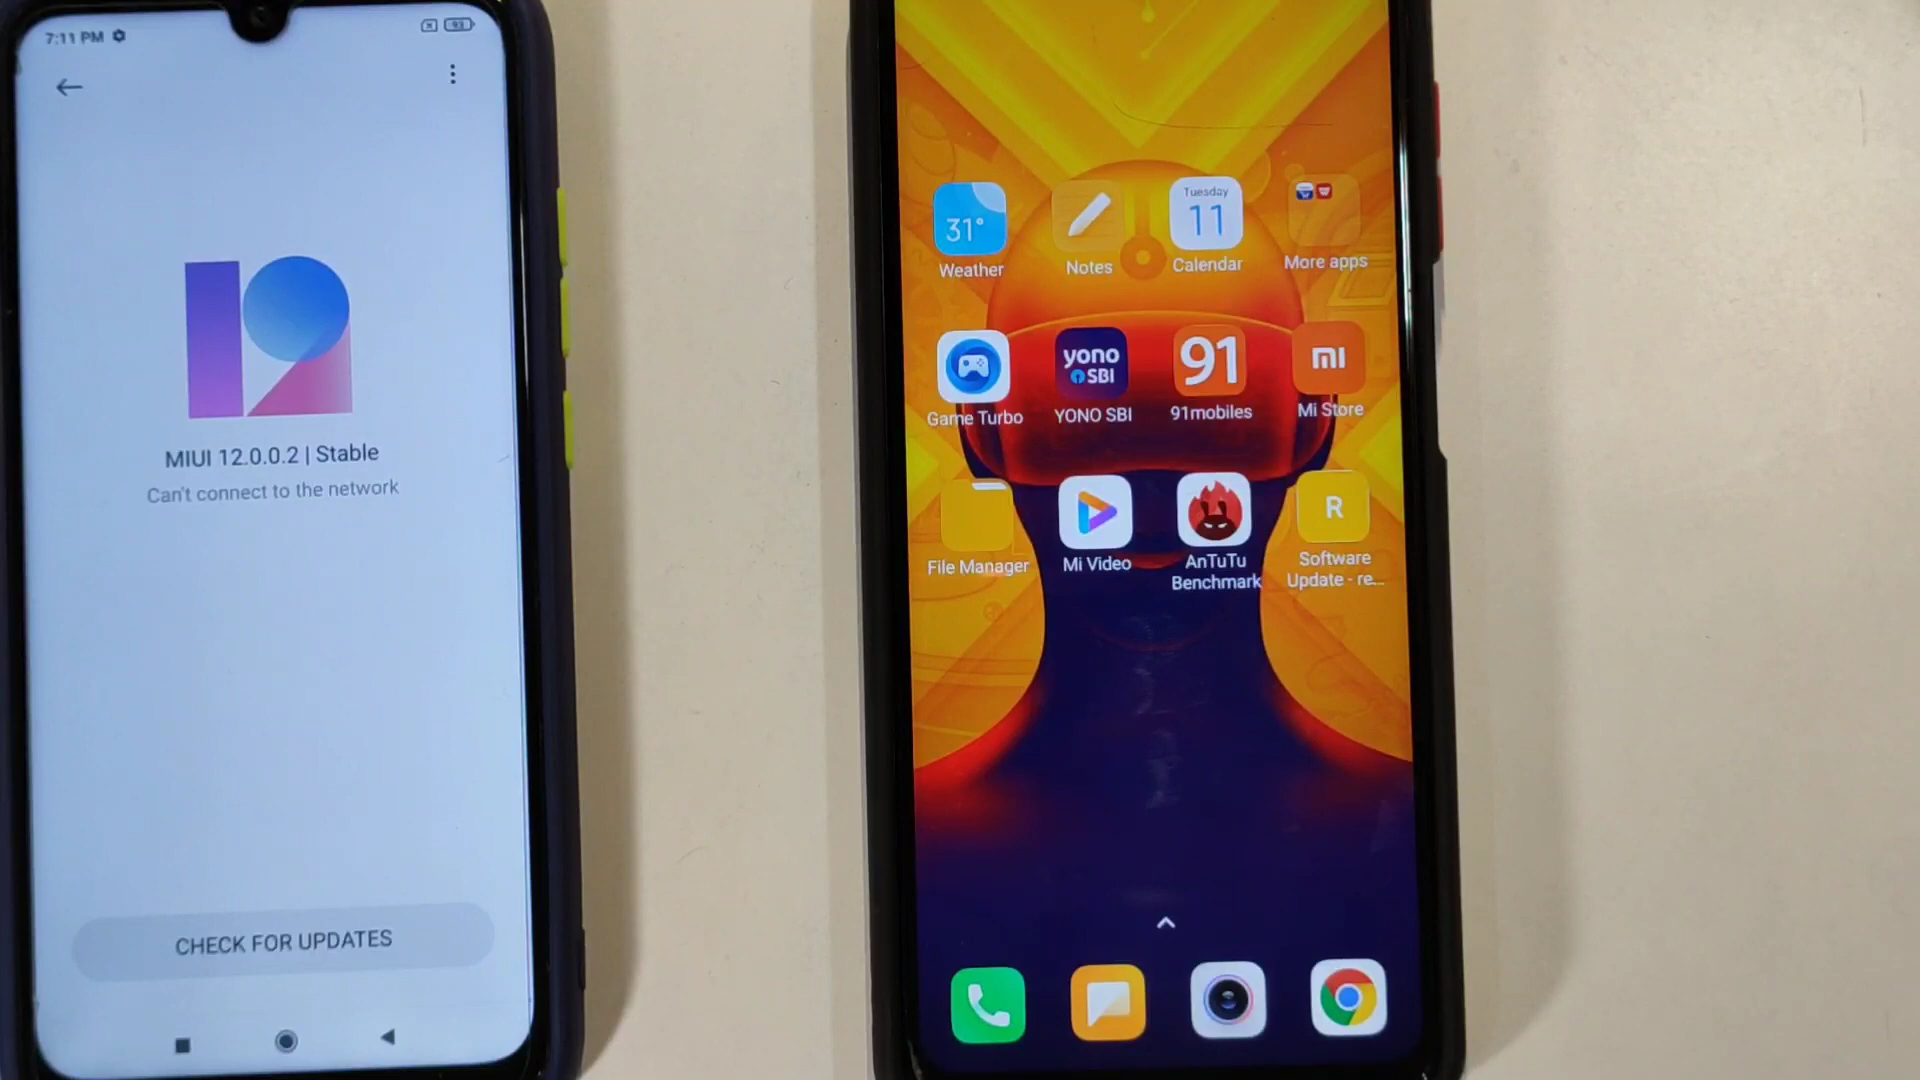 7:11 PM
93
MIUI 12.0.0.2 | Stable
Can't connect to the network
CHECK FOR UPDATES
31°
Tuesday
11
Weather
Notes
Calendar
More apps
yono
SBI
91
mi
Game Turbo
YONO SBI
91mobiles
Mi Store
R
File Manager
Mi Video
AnTuTu
Benchmark
Software
Update - re...